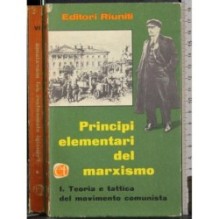 Editori Riuniti
Principi
elementari
del
marxismo
I. Teoria e tattica
del movimento comunista